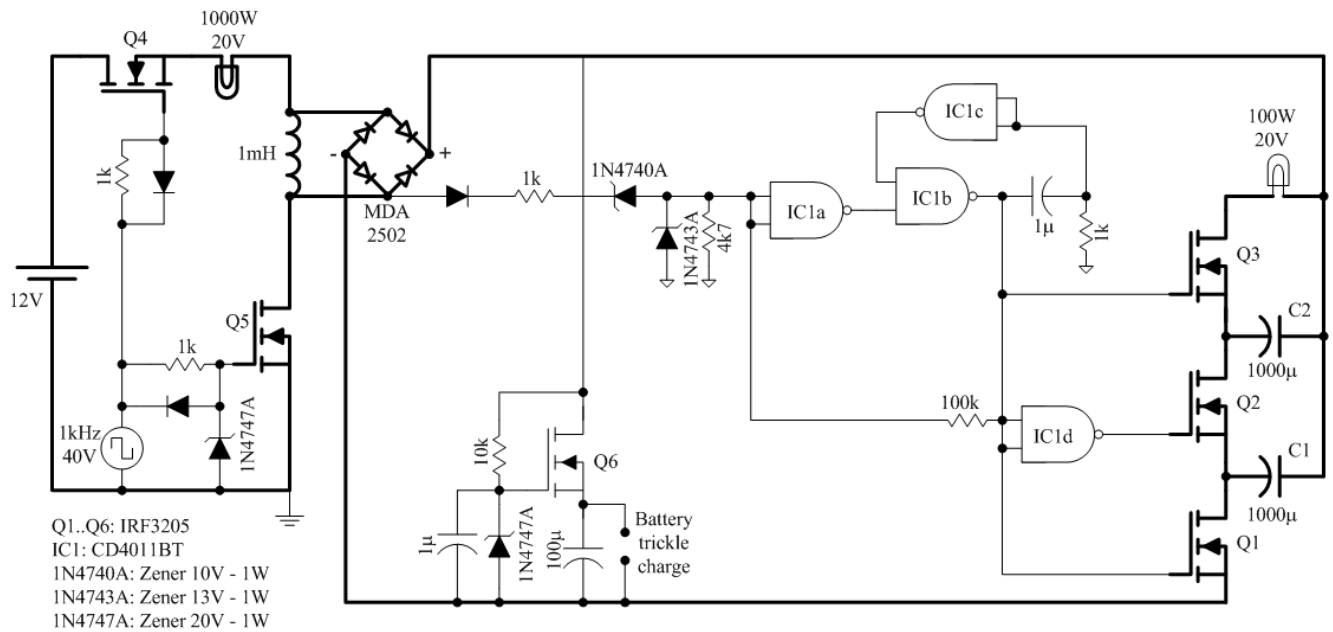 1000W
20V
Q4
1k
1mH
-
+
MDA
2502
1k
1N4740A
1N4743A
4k7
IC1a
IC1b
IC1c
1µ
1k
100W
20V
Q3
C2
1000µ
Q2
C1
1000µ
Q1
100k
IC1d
12V
Q5
1k
1kHz
40V
1N4747A
10k
Q6
1µ
1N4747A
100µ
Battery
trickle
charge
Q1..Q6: IRF3205
IC1: CD4011BT
1N4740A: Zener 10V - 1W
1N4743A: Zener 13V - 1W
1N4747A: Zener 20V - 1W